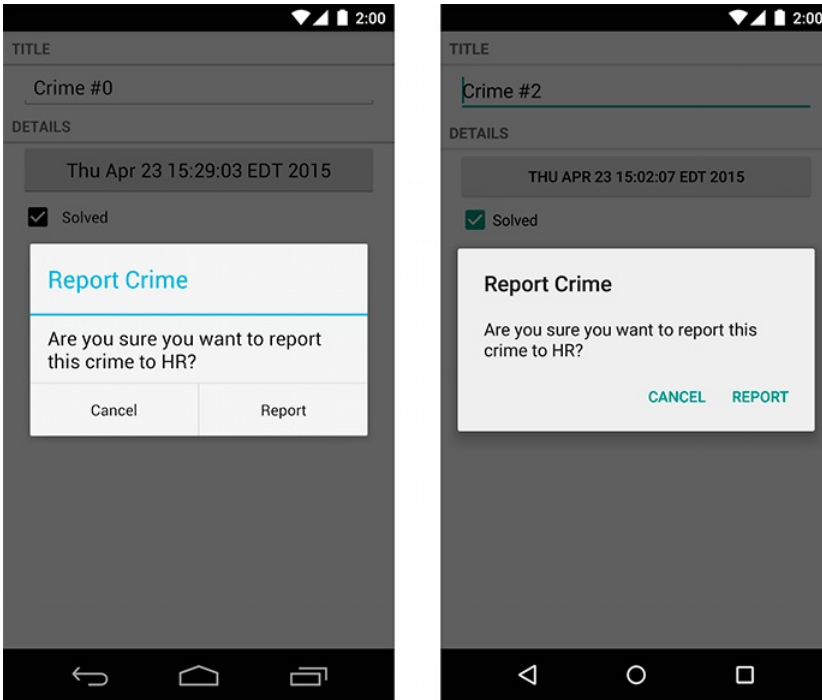 2:00
TITLE
Crime #0
DETAILS
Thu Apr 23 15:29:03 EDT 2015
Solved
Report Crime
Are you sure you want to report
this crime to HR?
Cancel
Report
2:00
TITLE
Crime #2
DETAILS
THU APR 23 15:02:07 EDT 2015
Solved
Report Crime
Are you sure you want to report this
crime to HR?
CANCEL
REPORT